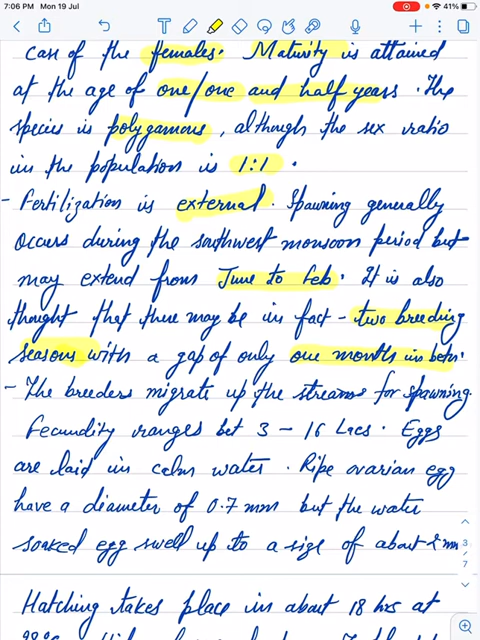 7:06 PM Mon 19 Jul
41%
case of the females. Maturity is attained
at the age of one/one and half years. The
species is polygamous, although the sex ratio
in the population is 1:1.
- Fertilization is external. Spawning generally
occurs during the southwest monsoon period but
may extend from June to Feb. It is also
thought that there may be in fact - two breeding
seasons with a gap of only one month in betn.
- The breeders migrate up the streams for spawning.
Fecundity ranges bet 3 - 16 Lacs. Eggs
are laid in calm water. Ripe ovarian egg
have a diameter of 0.7 mm but the water
soaked egg swell up to a size of about 2 mm
3
7
Hatching takes place in about 18 hrs at